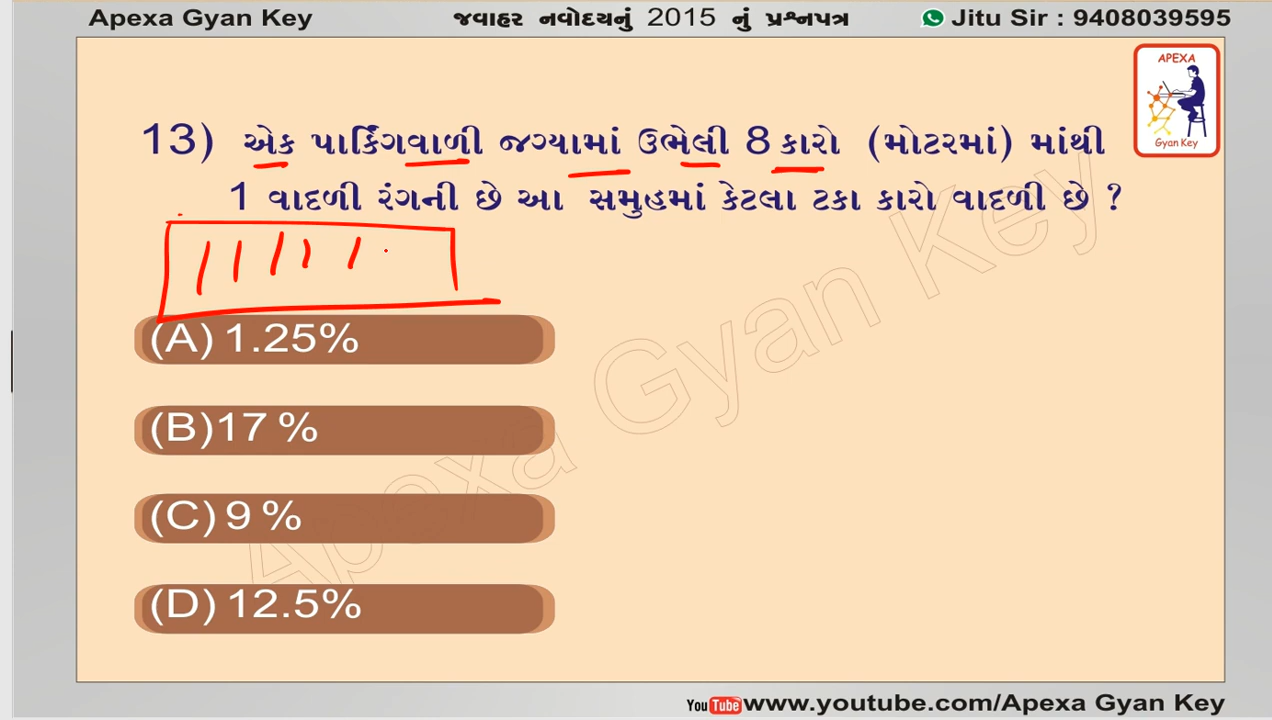 Apexa Gyan Key
જવાહર નવોદયનું 2015 નું પ્રશ્નપત્ર
Jitu Sir : 9408039595
APEXA
Gyan Key
13) એક પાર્કિંગવાળી જગ્યામાં ઉભેલી 8 કારો (મોટરમાં) માંથી
1 વાદળી રંગની છે આ સમુહમાં કેટલા ટકા કારો વાદળી છે ?
(A) 1.25%
(B)17 %
(C) 9 %
(D) 12.5%
Apexa Gyan Key
YouTube www.youtube.com/Apexa Gyan Key